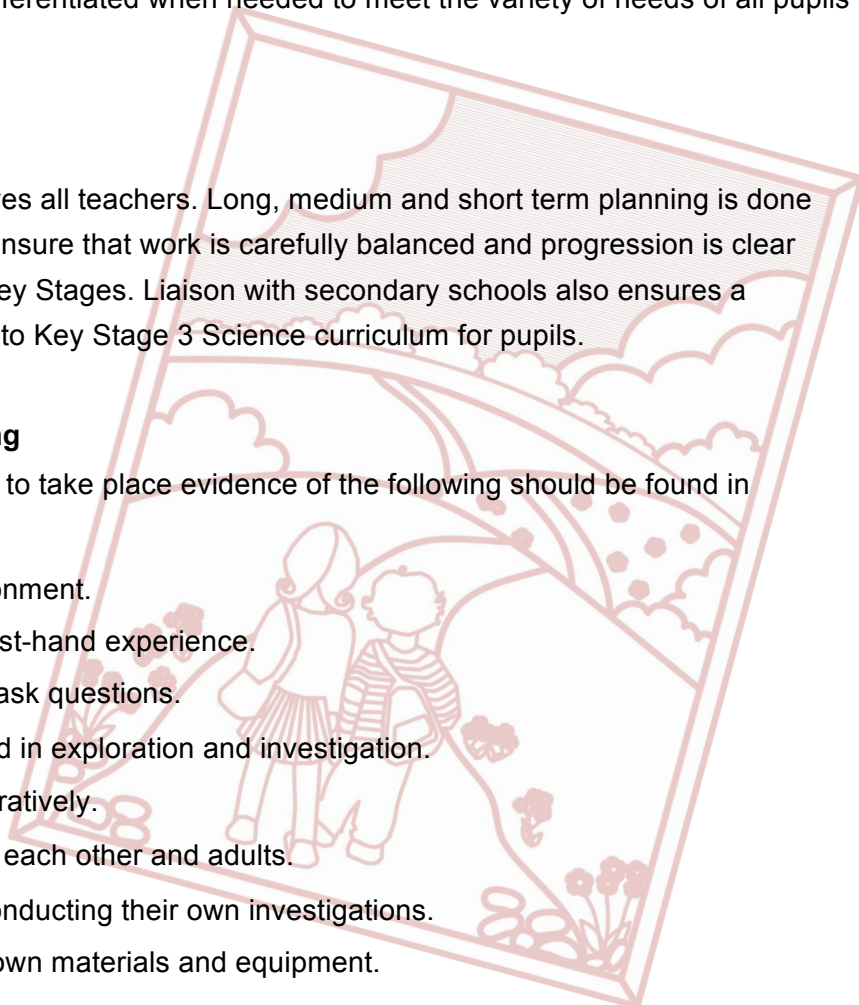 ferentiated when needed to meet the variety of needs of all pupils
es all teachers. Long, medium and short term planning is done
nsure that work is carefully balanced and progression is clear
ey Stages. Liaison with secondary schools also ensures a
to Key Stage 3 Science curriculum for pupils.
g
to take place evidence of the following should be found in
onment.
st-hand experience.
ask questions.
d in exploration and investigation.
ratively.
each other and adults.
onducting their own investigations.
own materials and equipment.